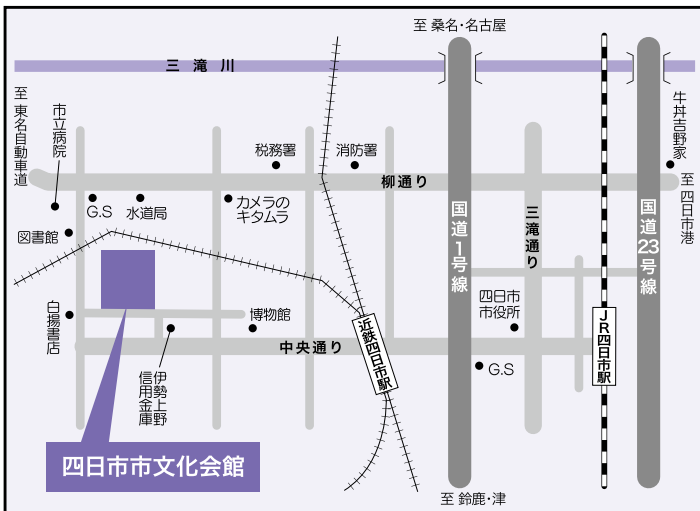 至 桑名・名古屋
三滝川
至 東名自動車道
市立病院
税務署
消防署
牛丼吉野家
柳通り
至 四日市港
G.S
水道局
カメラの
キタムラ
図書館
国道1号線
三滝通り
国道23号線
白揚書店
博物館
四日市
市役所
近鉄四日市駅
JR四日市駅
中央通り
G.S
伊勢上野
信用金庫
四日市市文化会館
至 鈴鹿・津